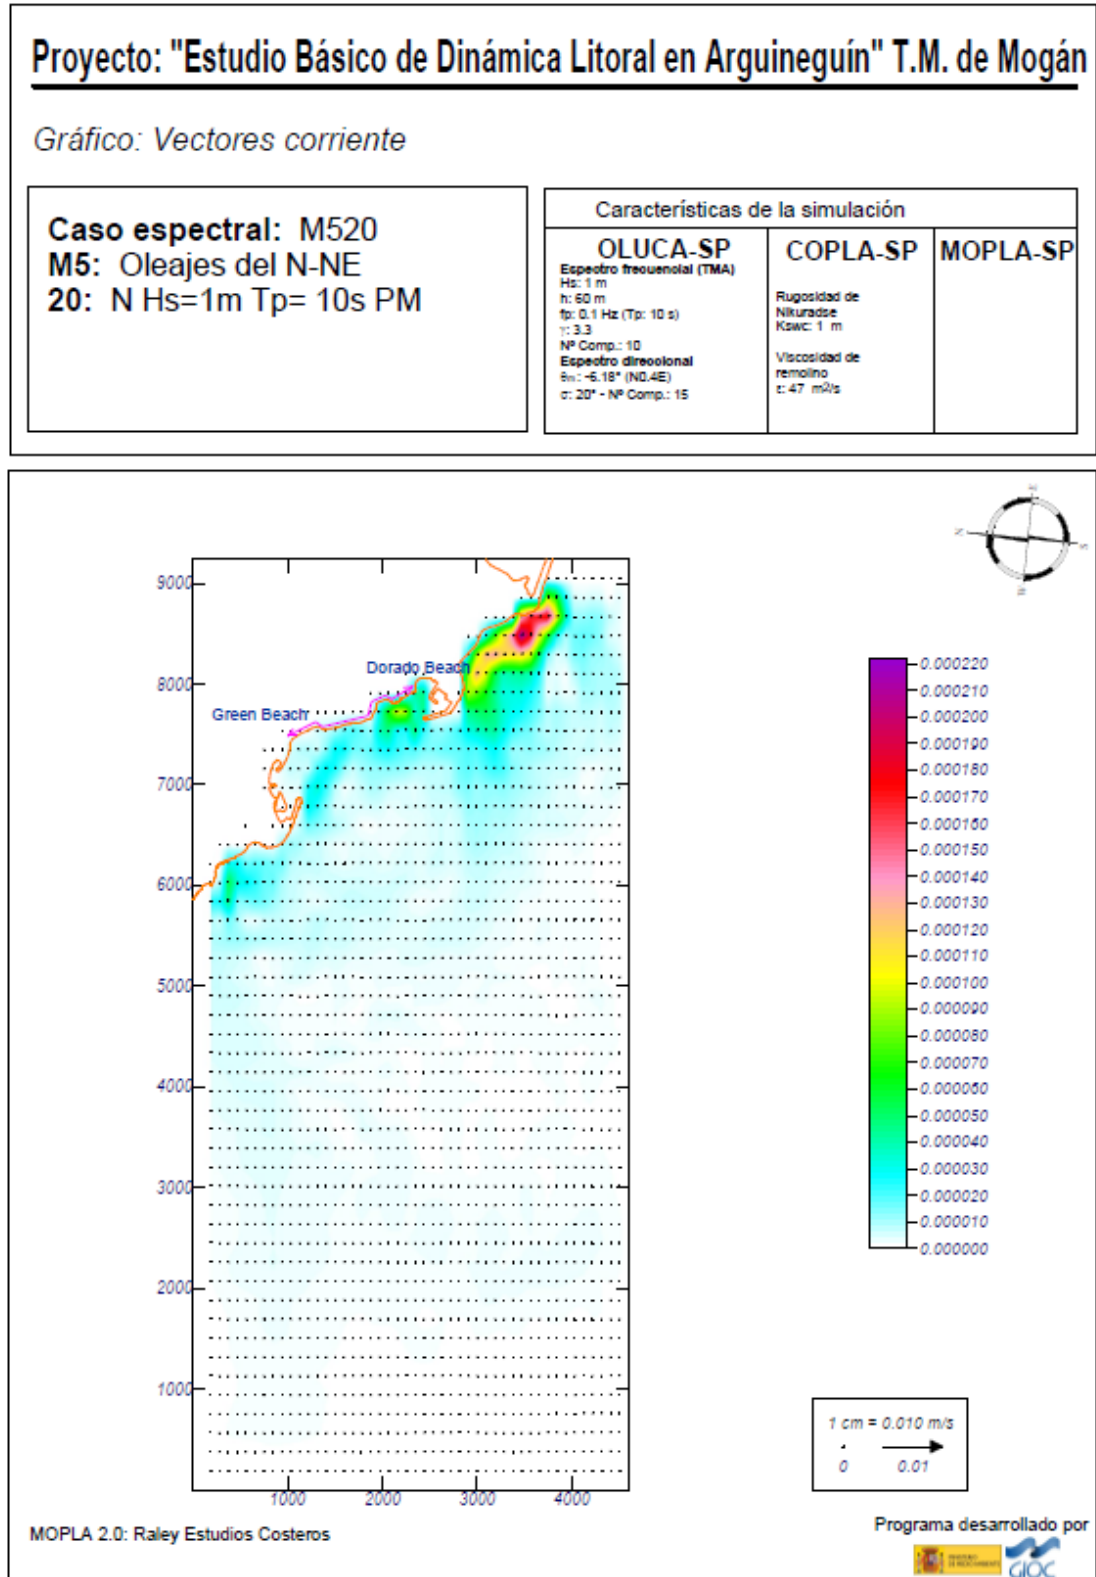 Proyecto: "Estudio Básico de Dinámica Litoral en Arguineguín" T.M. de Mogán
Gráfico: Vectores corriente
Caso espectral: M520
M5: Oleajes del N-NE
20: N Hs=1m Tp= 10s PM
Características de la simulación
OLUCA-SP
Espectro frecuencial (TMA)
Hs: 1 m
h: 60 m
fp: 0.1 Hz (Tp: 10 s)
γ: 3.3
Nº Comp.: 10
Espectro direccional
θm: -6.18° (N0.4E)
σ: 20° - Nº Comp.: 15
COPLA-SP
Rugosidad de
Nikuradse
Kswc: 1 m
Viscosidad de
remolino
ε: 47 m²/s
MOPLA-SP
N
E
S
W
9000
8000
7000
6000
5000
4000
3000
2000
1000
Dorado Beach
Green Beach
1000
2000
3000
4000
0.000220
0.000210
0.000200
0.000190
0.000180
0.000170
0.000160
0.000150
0.000140
0.000130
0.000120
0.000110
0.000100
0.000090
0.000080
0.000070
0.000060
0.000050
0.000040
0.000030
0.000020
0.000010
0.000000
1 cm = 0.010 m/s
0
0.01
MOPLA 2.0: Raley Estudios Costeros
Programa desarrollado por
GIOC